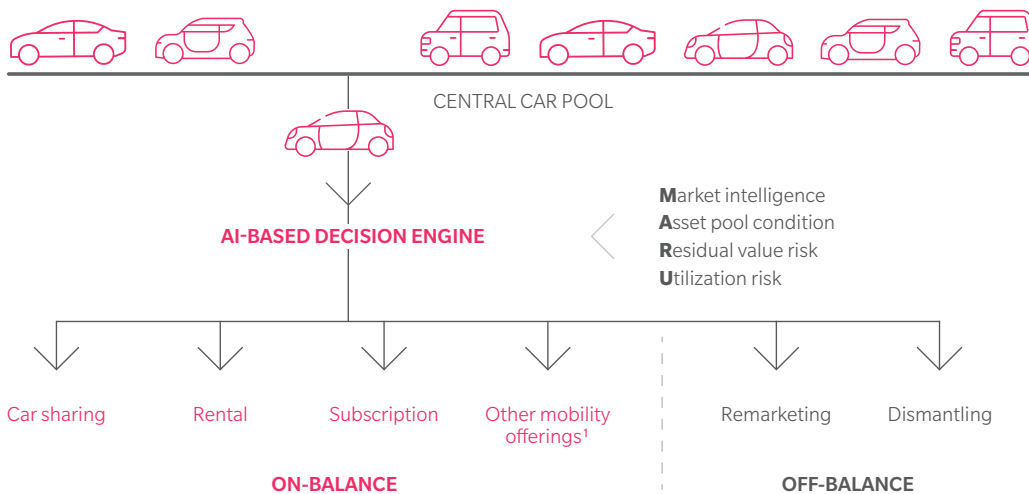 CENTRAL CAR POOL
Market intelligence
Asset pool condition
AI-BASED DECISION ENGINE
Residual value risk
Utilization risk
Car sharing
Rental
Subscription
Other mobility
offerings¹
Remarketing
Dismantling
ON-BALANCE
OFF-BALANCE